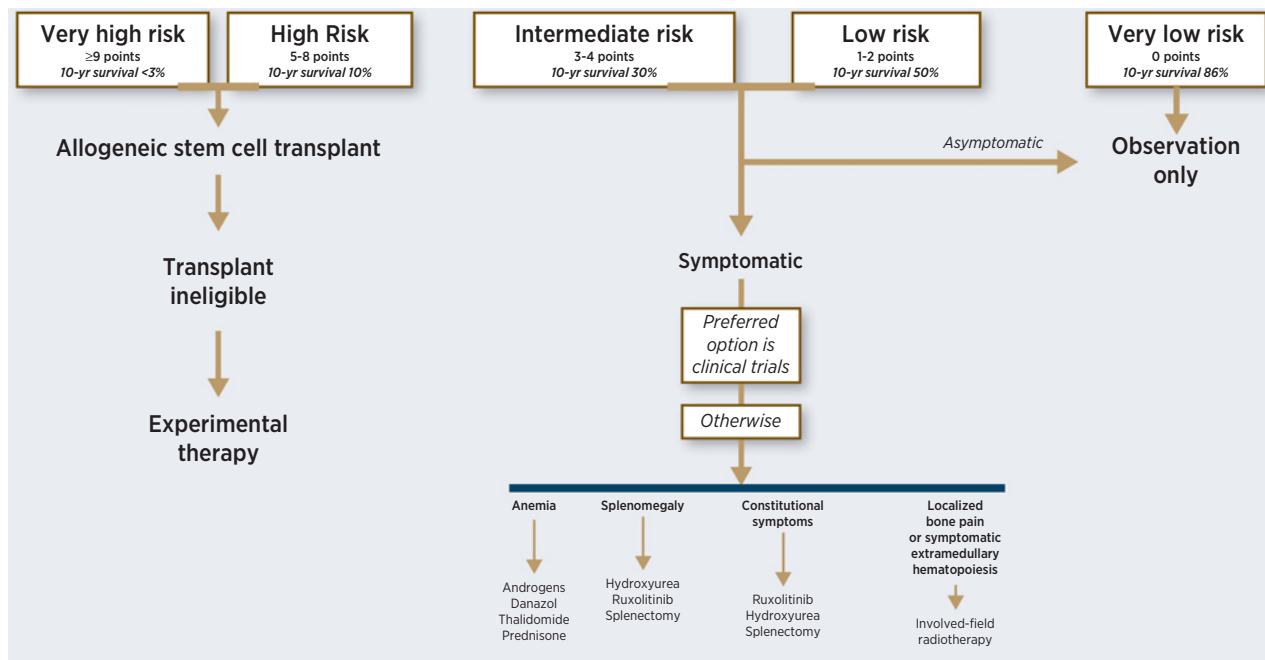 Very high risk
≥9 points
10-yr survival <3%
High Risk
5-8 points
10-yr survival 10%
Intermediate risk
3-4 points
10-yr survival 30%
Low risk
1-2 points
10-yr survival 50%
Very low risk
0 points
10-yr survival 86%
Allogeneic stem cell transplant
Asymptomatic
Observation
only
Transplant
ineligible
Symptomatic
Preferred
option is
clinical trials
Experimental
therapy
Otherwise
Anemia
Androgens
Danazol
Thalidomide
Prednisone
Splenomegaly
Hydroxyurea
Ruxolitinib
Splenectomy
Constitutional
symptoms
Ruxolitinib
Hydroxyurea
Splenectomy
Localized
bone pain
or symptomatic
extramedullary
hematopoiesis
Involved-field
radiotherapy